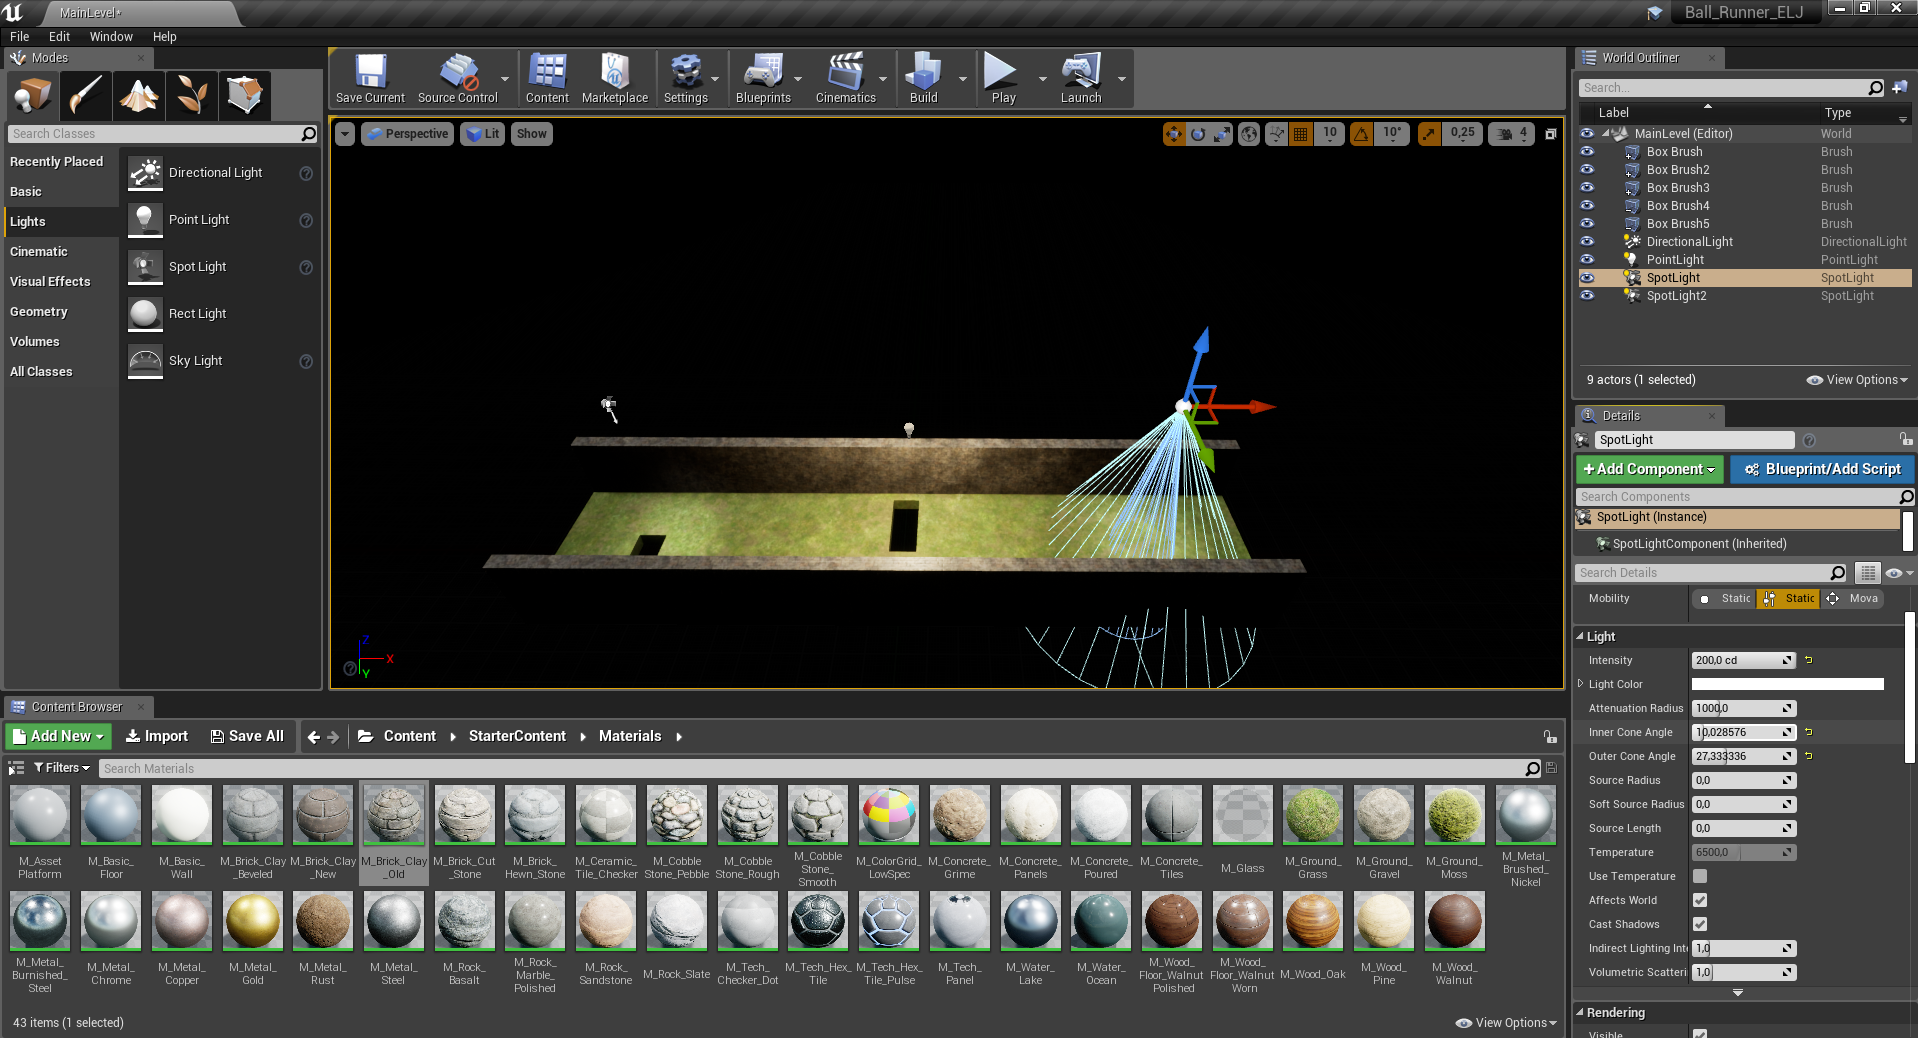 MainLevel*
Ball_Runner_ELJ
File Edit Window Help
Modes
Search Classes
Recently Placed
Basic
Lights
Cinematic
Visual Effects
Geometry
Volumes
All Classes
Directional Light
Point Light
Spot Light
Rect Light
Sky Light
Save Current
Source Control
Content
Marketplace
Settings
Blueprints
Cinematics
Build
Play
Launch
Perspective Lit Show
10 10° 0,25 4
Z
X
Y
World Outliner
Search...
Label Type
MainLevel (Editor) World
Box Brush Brush
Box Brush2 Brush
Box Brush3 Brush
Box Brush4 Brush
Box Brush5 Brush
DirectionalLight DirectionalLight
PointLight PointLight
SpotLight SpotLight
SpotLight2 SpotLight
9 actors (1 selected) View Options
Details
SpotLight
+Add Component Blueprint/Add Script
Search Components
SpotLight (Instance)
SpotLightComponent (Inherited)
Search Details
Mobility Static Static Mova
Light
Intensity 200,0 cd
Light Color
Attenuation Radius 1000,0
Inner Cone Angle 10,028576
Outer Cone Angle 27,333336
Source Radius 0,0
Soft Source Radius 0,0
Source Length 0,0
Temperature 6500,0
Use Temperature
Affects World
Cast Shadows
Indirect Lighting Inte 1,0
Volumetric Scatteri 1,0
Rendering
Visible
Content Browser
Add New Import Save All Content StarterContent Materials
Filters Search Materials
M_Asset
Platform
M_Basic_
Floor
M_Basic_
Wall
M_Brick_Clay
_Beveled
M_Brick_Clay
_New
M_Brick_Clay
_Old
M_Brick_Cut
_Stone
M_Brick_
Hewn_Stone
M_Ceramic_
Tile_Checker
M_Cobble
Stone_Pebble
M_Cobble
Stone_Rough
M_Cobble
Stone_
Smooth
M_ColorGrid_
LowSpec
M_Concrete_
Grime
M_Concrete_
Panels
M_Concrete_
Poured
M_Concrete_
Tiles
M_Glass
M_Ground_
Grass
M_Ground_
Gravel
M_Ground_
Moss
M_Metal_
Brushed_
Nickel
M_Metal_
Burnished_
Steel
M_Metal_
Chrome
M_Metal_
Copper
M_Metal_
Gold
M_Metal_
Rust
M_Metal_
Steel
M_Rock_
Basalt
M_Rock_
Marble_
Polished
M_Rock_
Sandstone
M_Rock_Slate
M_Tech_
Checker_Dot
M_Tech_Hex_
Tile
M_Tech_Hex_
Tile_Pulse
M_Tech_
Panel
M_Water_
Lake
M_Water_
Ocean
M_Wood_
Floor_Walnut
Polished
M_Wood_
Floor_Walnut
Worn
M_Wood_Oak
M_Wood_
Pine
M_Wood_
Walnut
43 items (1 selected) View Options